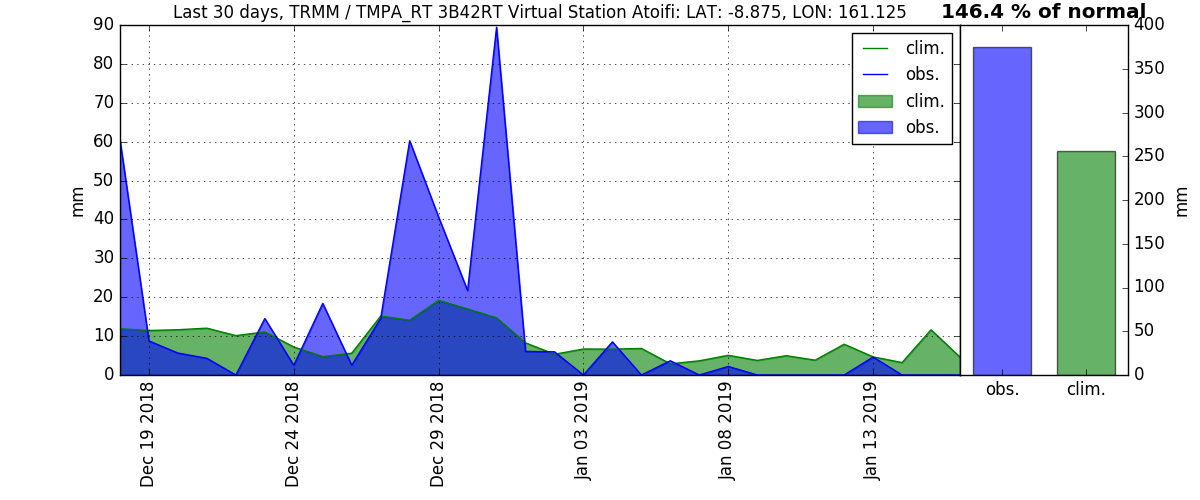 Last 30 days, TRMM / TMPA_RT 3B42RT Virtual Station Atoifi: LAT: -8.875, LON: 161.125
146.4 % of normal
90
80
70
60
50
40
30
20
10
0
mm
clim.
obs.
clim.
obs.
Dec 19 2018
Dec 24 2018
Dec 29 2018
Jan 03 2019
Jan 08 2019
Jan 13 2019
400
350
300
250
200
150
100
50
0
mm
obs.
clim.